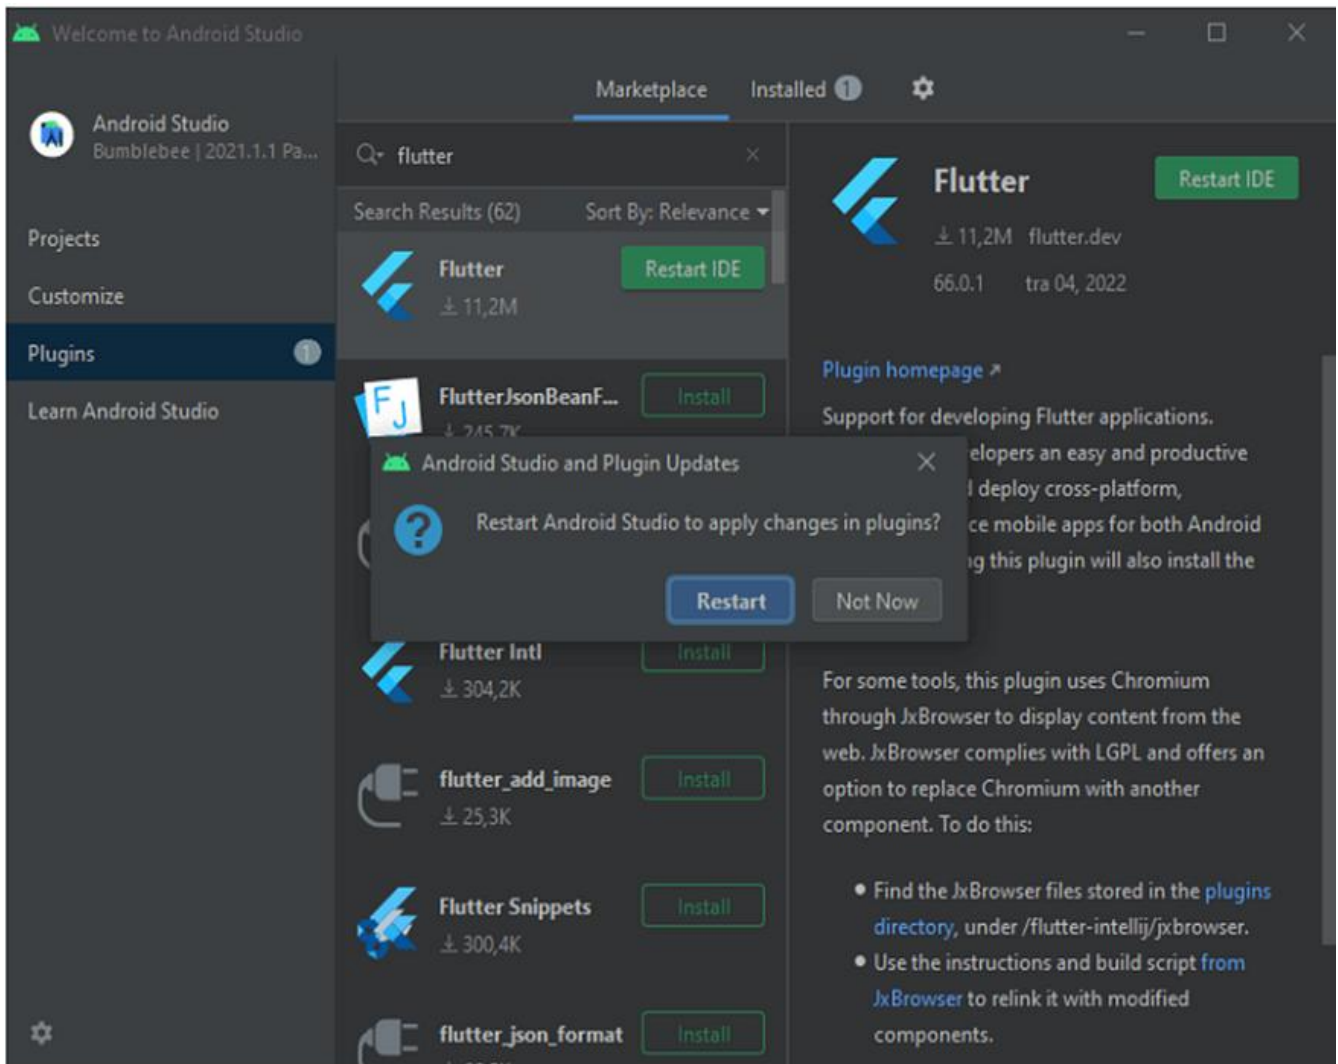 Welcome to Android Studio
Marketplace
Installed 1
Android Studio
Bumblebee | 2021.1.1 Pa...
Projects
Customize
Plugins 1
Learn Android Studio
flutter
Search Results (62) Sort By: Relevance
Flutter Restart IDE
11,2M
FlutterJsonBeanF... Install
245,7K
Flutter Intl Install
304,2K
flutter_add_image Install
25,3K
Flutter Snippets Install
300,4K
flutter_json_format Install
Android Studio and Plugin Updates
Restart Android Studio to apply changes in plugins?
Restart Not Now
Flutter Restart IDE
11,2M flutter.dev
66.0.1 tra 04, 2022
Plugin homepage
Support for developing Flutter applications.
elopers an easy and productive
deploy cross-platform,
ce mobile apps for both Android
g this plugin will also install the
For some tools, this plugin uses Chromium
through JxBrowser to display content from the
web. JxBrowser complies with LGPL and offers an
option to replace Chromium with another
component. To do this:
• Find the JxBrowser files stored in the plugins
directory, under /flutter-intellij/jxbrowser.
• Use the instructions and build script from
JxBrowser to relink it with modified
components.